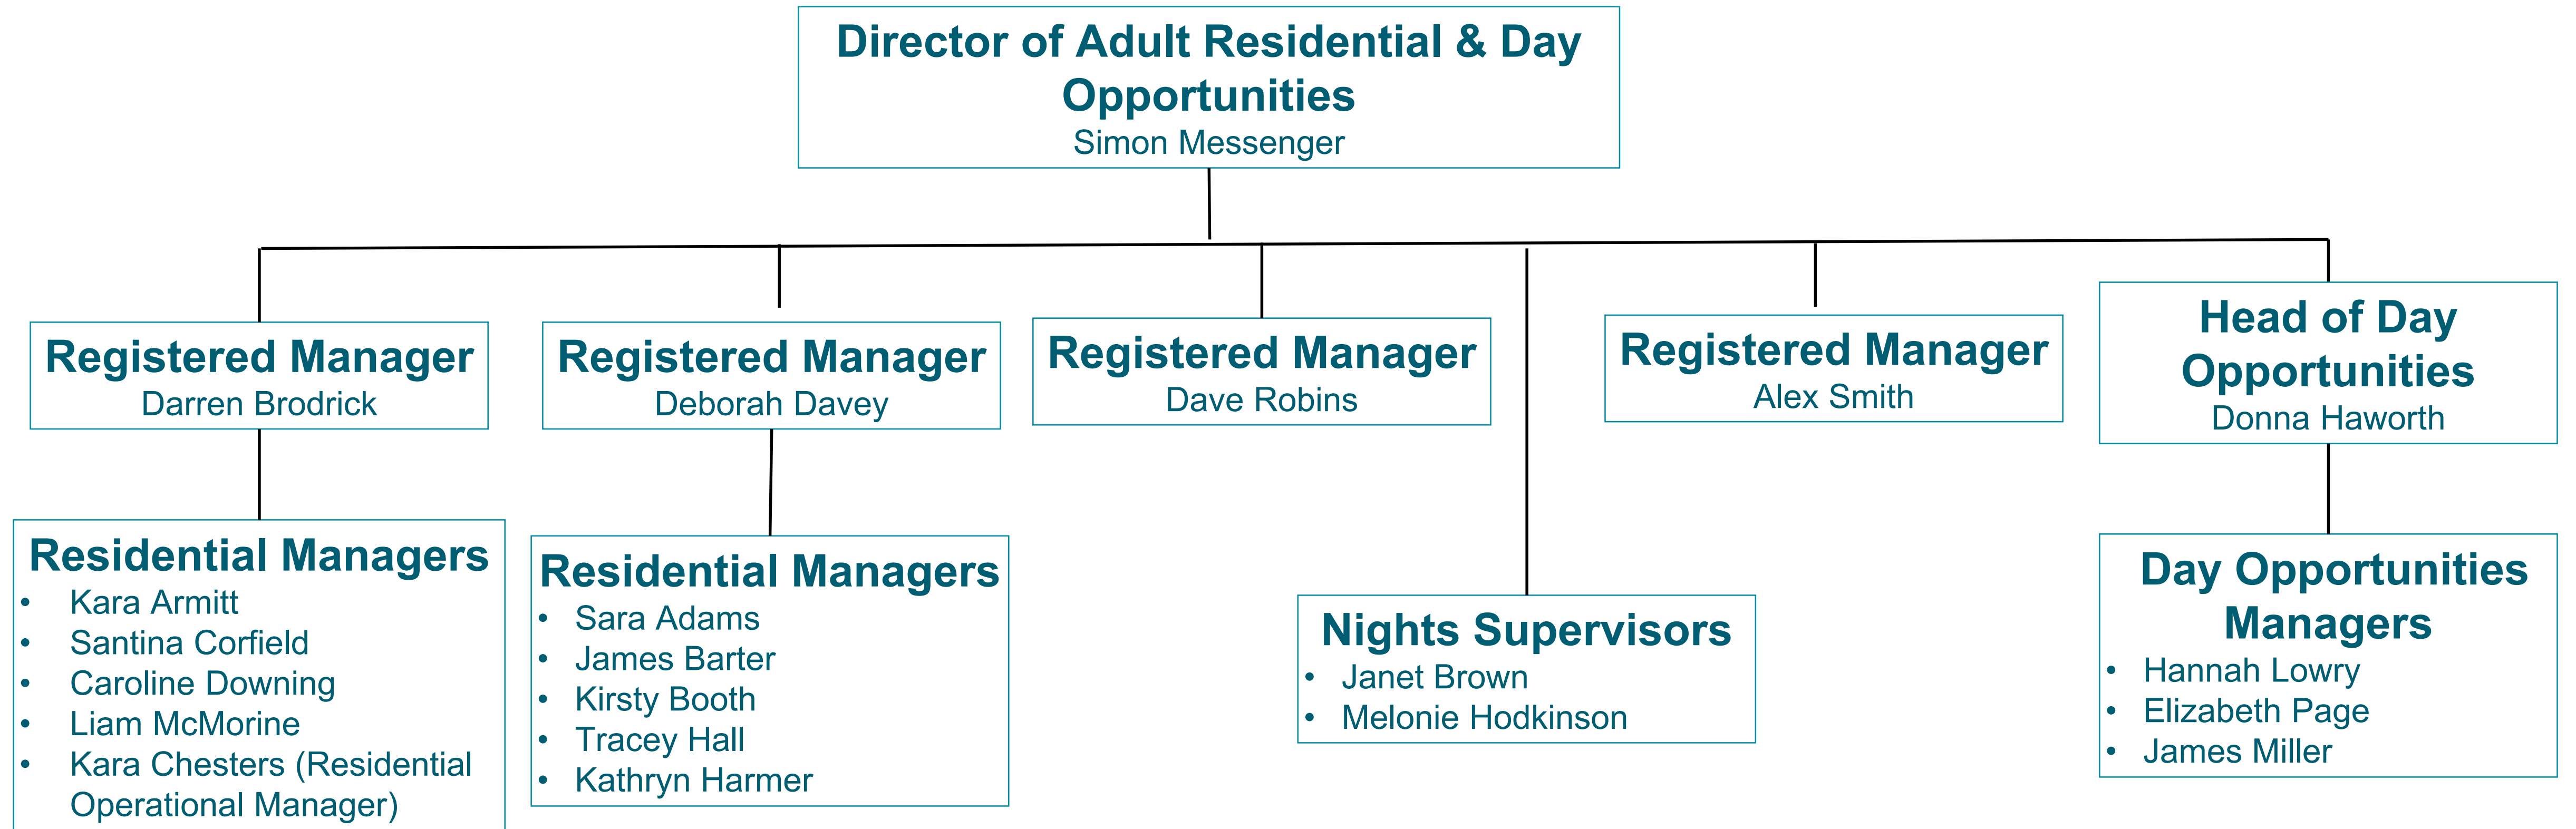 Director of Adult Residential & Day
Opportunities
Simon Messenger
Registered Manager
Darren Brodrick
Registered Manager
Deborah Davey
Registered Manager
Dave Robins
Registered Manager
Alex Smith
Head of Day
Opportunities
Donna Haworth
Residential Managers
• Kara Armitt
• Santina Corfield
• Caroline Downing
• Liam McMorine
• Kara Chesters (Residential
Operational Manager)
Residential Managers
• Sara Adams
• James Barter
• Kirsty Booth
• Tracey Hall
• Kathryn Harmer
Nights Supervisors
• Janet Brown
• Melonie Hodkinson
Day Opportunities
Managers
• Hannah Lowry
• Elizabeth Page
• James Miller